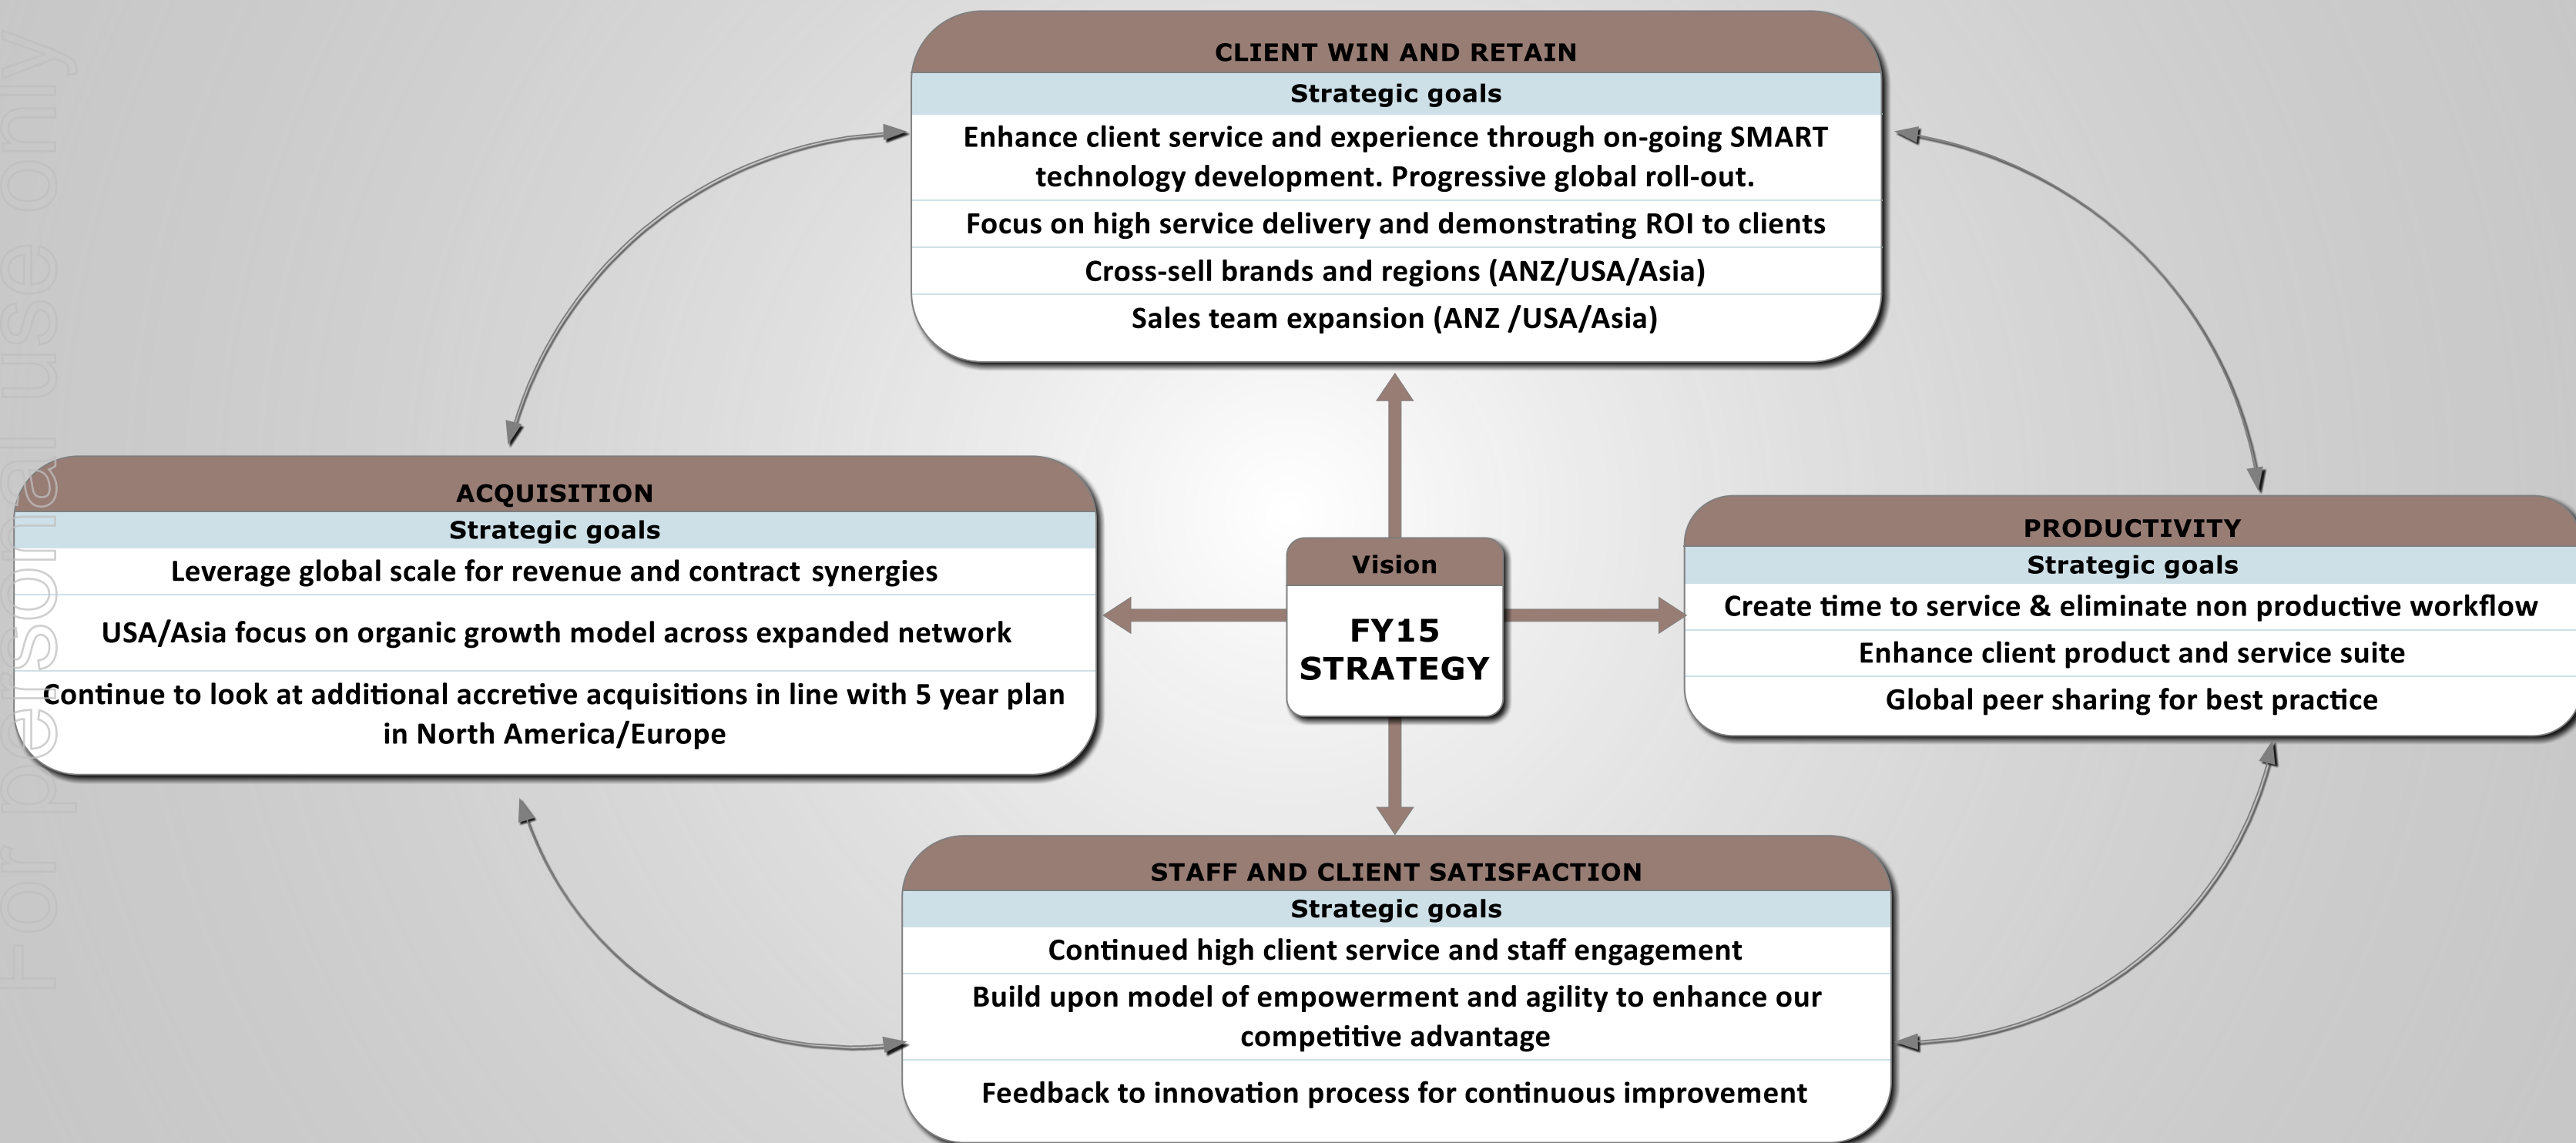 For personal use only
CLIENT WIN AND RETAIN
Strategic goals
Enhance client service and experience through on-going SMART
technology development. Progressive global roll-out.
Focus on high service delivery and demonstrating ROI to clients
Cross-sell brands and regions (ANZ/USA/Asia)
Sales team expansion (ANZ /USA/Asia)
ACQUISITION
Strategic goals
Leverage global scale for revenue and contract synergies
USA/Asia focus on organic growth model across expanded network
Continue to look at additional accretive acquisitions in line with 5 year plan
in North America/Europe
Vision
FY15
STRATEGY
PRODUCTIVITY
Strategic goals
Create time to service & eliminate non productive workflow
Enhance client product and service suite
Global peer sharing for best practice
STAFF AND CLIENT SATISFACTION
Strategic goals
Continued high client service and staff engagement
Build upon model of empowerment and agility to enhance our
competitive advantage
Feedback to innovation process for continuous improvement